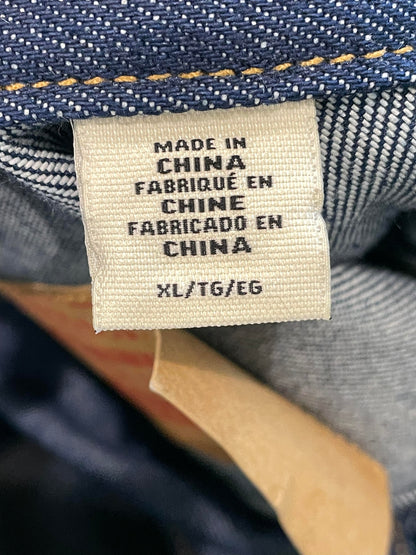 MADE IN
CHINA
FABRIQUÉ EN
CHINE
FABRICADO EN
CHINA
XL/TG/EG